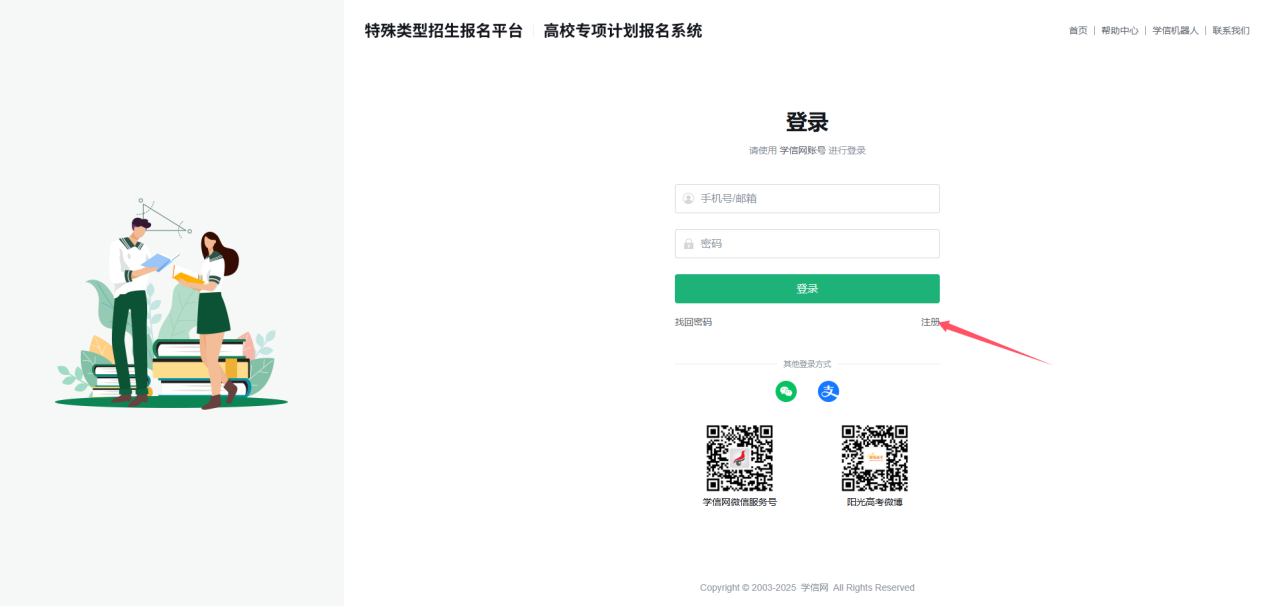 特殊类型招生报名平台 高校专项计划报名系统
首页 | 帮助中心 | 学信机器人 | 联系我们
登录
请使用 学信网账号 进行登录
手机号/邮箱
密码
登录
找回密码 注册
其他登录方式
支
学信网微信服务号 阳光高考微博
Copyright © 2003-2025 学信网 All Rights Reserved